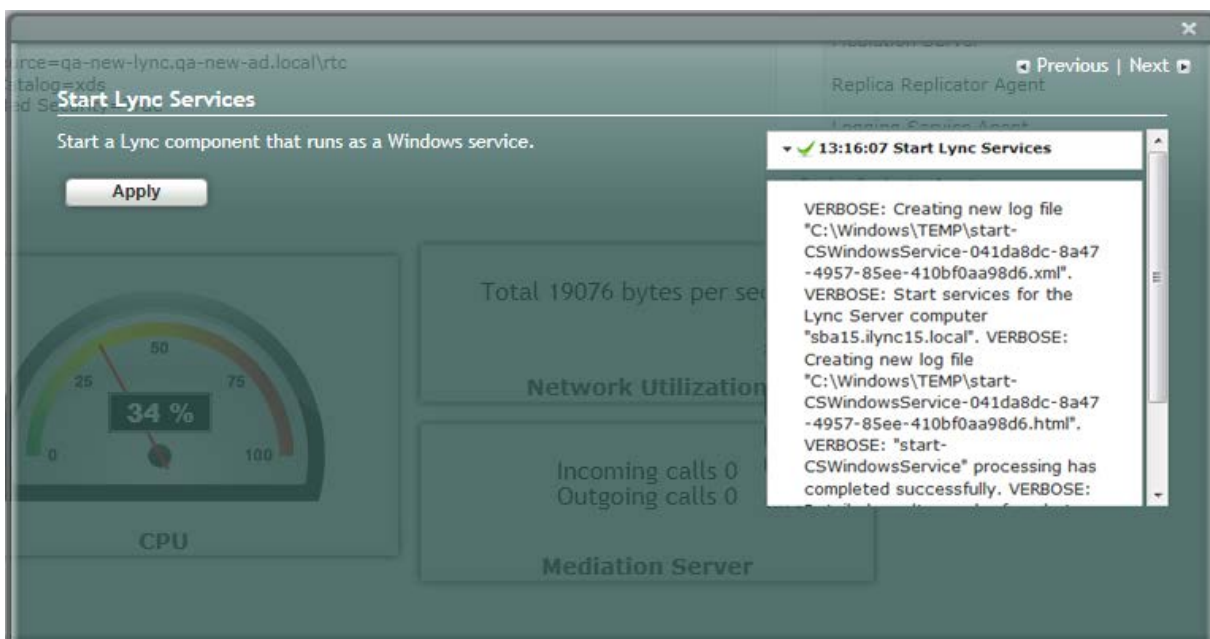 rce=qa-new-lync.qa-new-ad.local\rtc
Previous | Next
talog=xds
Replica Replicator Agent
Start Lync Services
Start a Lync component that runs as a Windows service.
Apply
13:16:07 Start Lync Services
VERBOSE: Creating new log file
"C:\Windows\TEMP\start-
CSWindowsService-041da8dc-8a47
-4957-85ee-410bf0aa98d6.xml".
VERBOSE: Start services for the
Lync Server computer
"sba15.ilync15.local". VERBOSE:
Creating new log file
"C:\Windows\TEMP\start-
CSWindowsService-041da8dc-8a47
-4957-85ee-410bf0aa98d6.html".
VERBOSE: "start-
CSWindowsService" processing has
completed successfully. VERBOSE:
0
25
50
75
100
34 %
CPU
Total 19076 bytes per se
Network Utilization
Incoming calls 0
Outgoing calls 0
Mediation Server